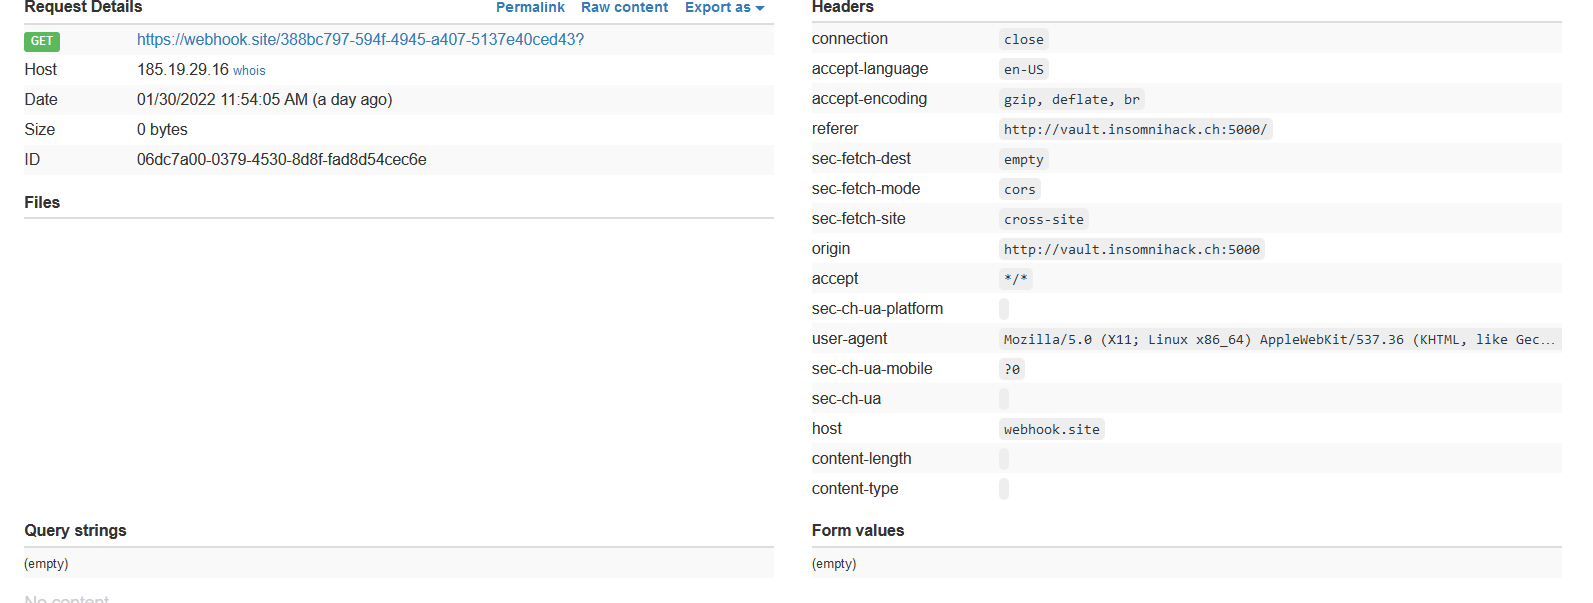 Request Details Permalink Raw content Export as
GET https://webhook.site/388bc797-594f-4945-a407-5137e40ced43?
Host 185.19.29.16 whois
Date 01/30/2022 11:54:05 AM (a day ago)
Size 0 bytes
ID 06dc7a00-0379-4530-8d8f-fad8d54cec6e
Files
Headers
connection close
accept-language en-US
accept-encoding gzip, deflate, br
referer http://vault.insomnihack.ch:5000/
sec-fetch-dest empty
sec-fetch-mode cors
sec-fetch-site cross-site
origin http://vault.insomnihack.ch:5000
accept */*
sec-ch-ua-platform
user-agent Mozilla/5.0 (X11; Linux x86_64) AppleWebKit/537.36 (KHTML, like Gec...
sec-ch-ua-mobile ?0
sec-ch-ua
host webhook.site
content-length
content-type
Query strings
(empty)
Form values
(empty)
No content